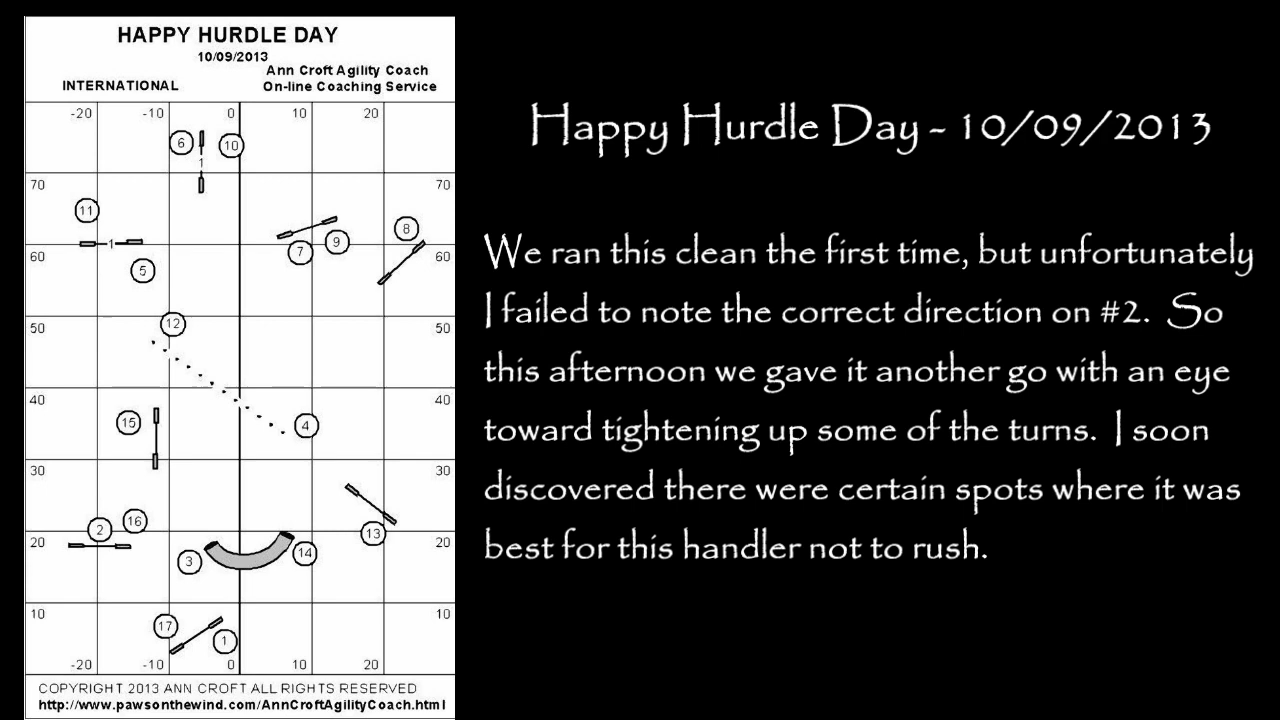 HAPPY HURDLE DAY
10/09/2013
Ann Croft Agility Coach
INTERNATIONAL On-line Coaching Service
-20 -10 0 10 20
6 1 10
70 70
11 8
7 9
1
60 5 60
12
50 50
40 40
15 4
30 30
2 16 13
20 3 14 20
10 10
17 1
-20 -10 0 10 20
COPYRIGHT 2013 ANN CROFT ALL RIGHTS RESERVED
http://www.pawsonthewind.com/AnnCroftAgilityCoach.html
Happy Hurdle Day - 10/09/2013
We ran this clean the first time, but unfortunately
I failed to note the correct direction on #2. So
this afternoon we gave it another go with an eye
toward tightening up some of the turns. I soon
discovered there were certain spots where it was
best for this handler not to rush.